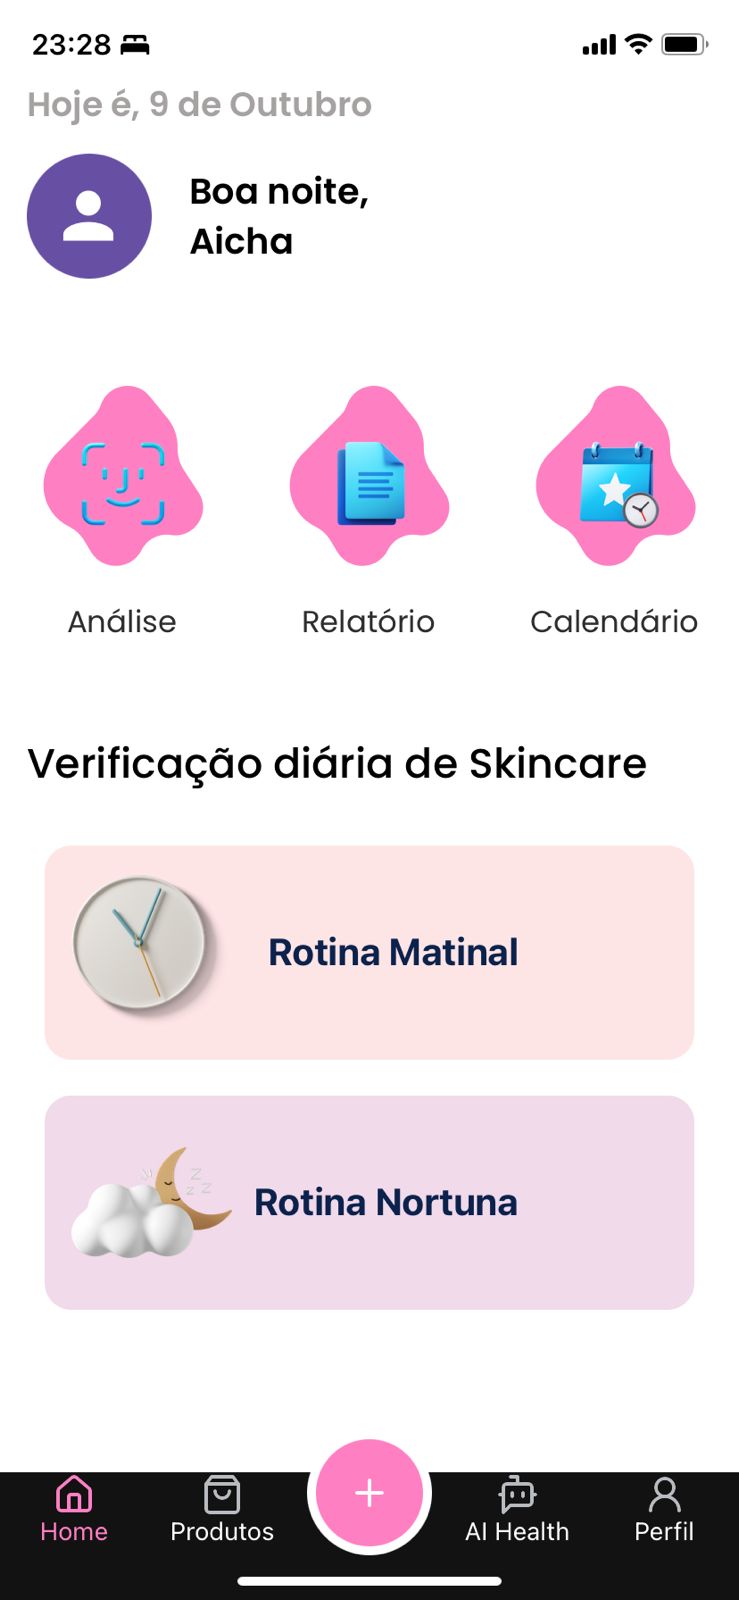 23:28
Hoje é, 9 de Outubro
Boa noite,
Aicha
Análise
Relatório
Calendário
Verificação diária de Skincare
Rotina Matinal
z z z
Rotina Nortuna
Home
Produtos
+
AI Health
Perfil